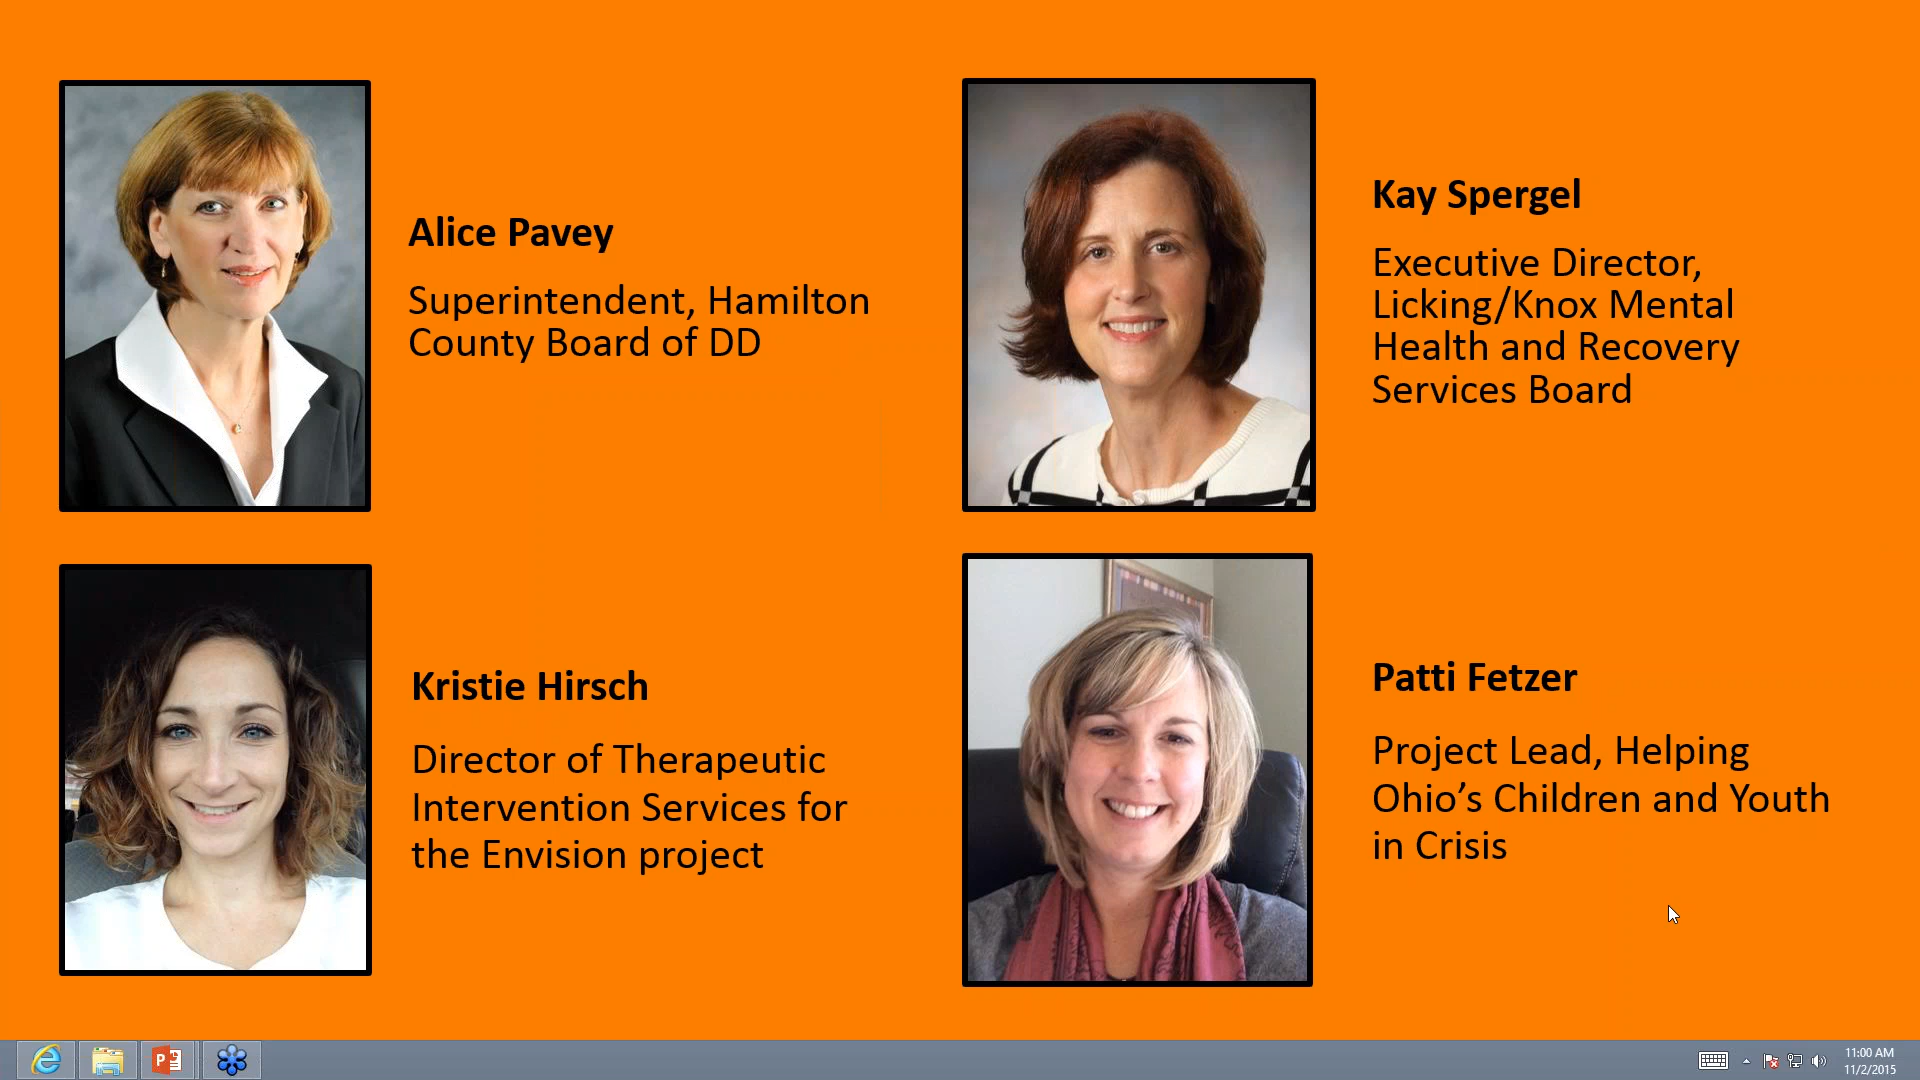 Alice Pavey
Superintendent, Hamilton
County Board of DD
Kay Spergel
Executive Director,
Licking/Knox Mental
Health and Recovery
Services Board
Kristie Hirsch
Director of Therapeutic
Intervention Services for
the Envision project
Patti Fetzer
Project Lead, Helping
Ohio’s Children and Youth
in Crisis
11:00 AM
11/2/2015